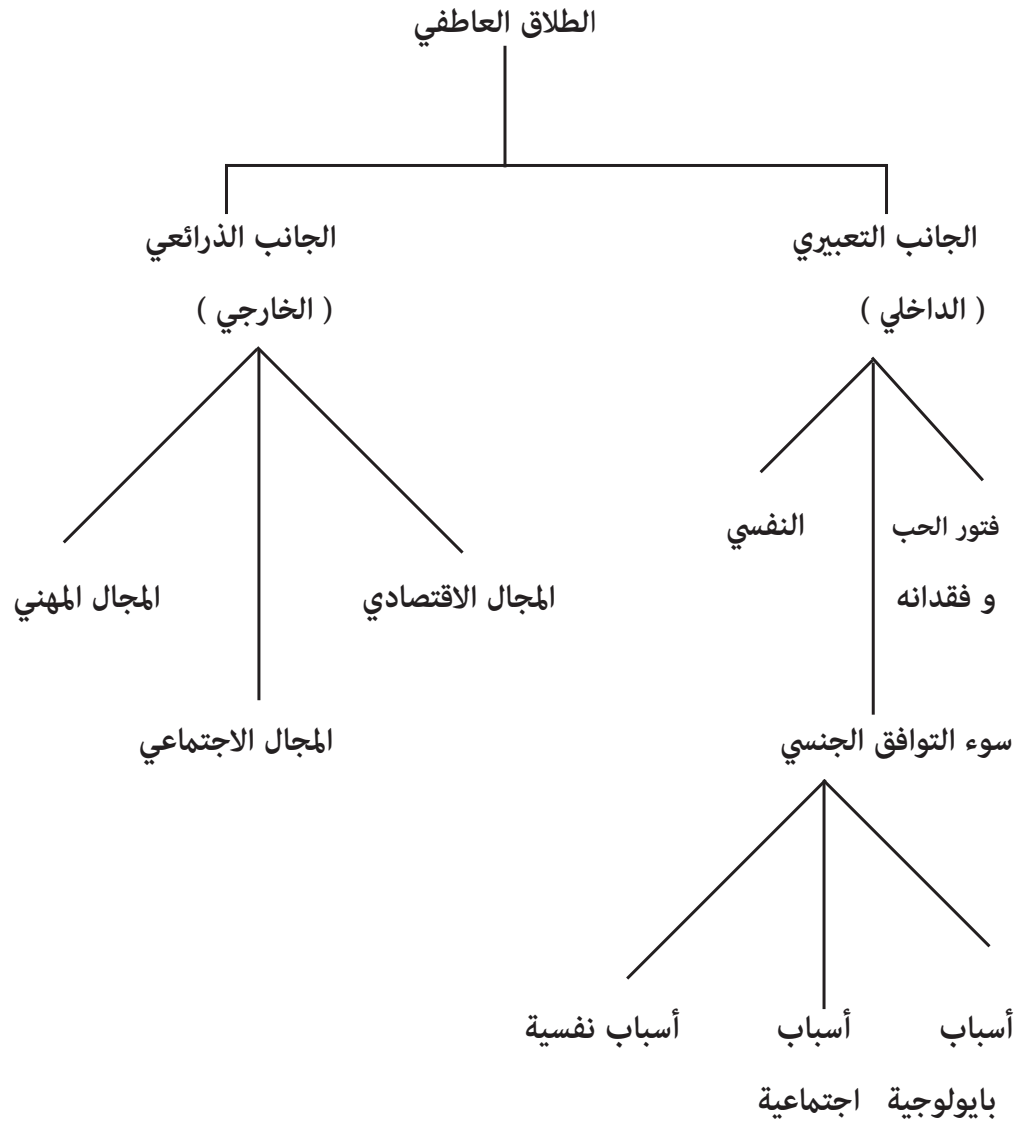 الطلاق العاطفي
الجانب التعبيري
( الداخلي )
الجانب الذرائعي
( الخارجي )
فتور الحب
و فقدانه
النفسي
سوء التوافق الجنسي
المجال الاقتصادي
المجال المهني
المجال الاجتماعي
أسباب
بايولوجية
أسباب
اجتماعية
أسباب نفسية